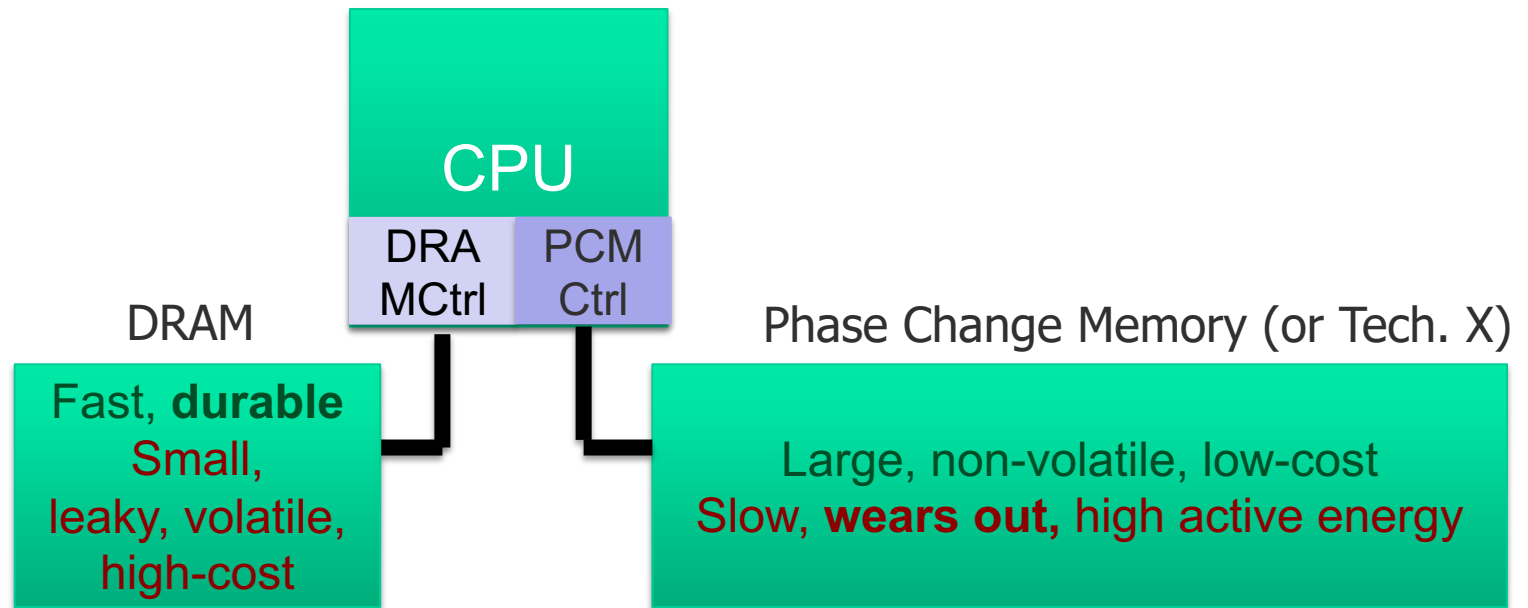 CPU
DRA
MCtrl
PCM
Ctrl
DRAM
Phase Change Memory (or Tech. X)
Fast, durable
Small,
leaky, volatile,
high-cost
Large, non-volatile, low-cost
Slow, wears out, high active energy